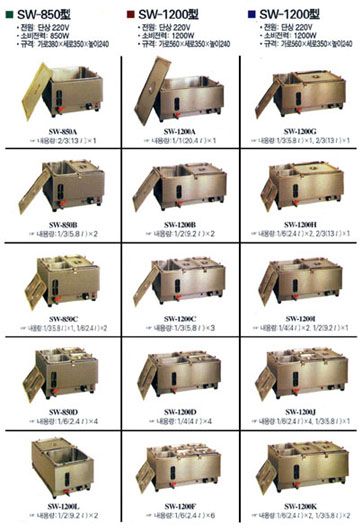 ■ SW-850型
· 전원: 단상 220V
· 소비전력: 850W
· 규격: 가로380×세로350×높이240
■ SW-1200型
· 전원: 단상 220V
· 소비전력: 1200W
· 규격: 가로560×세로350×높이240
■ SW-1200型
· 전원: 단상 220V
· 소비전력: 1200W
· 규격: 가로560×세로350×높이240
SW-850A
☞ 내용량: 2/3(13ℓ)×1
SW-1200A
☞ 내용량: 1/1(20.4ℓ)×1
SW-1200G
☞ 내용량: 1/3(5.8ℓ)×1, 2/3(13ℓ)×1
SW-850B
☞ 내용량: 1/3(5.8ℓ)×2
SW-1200B
☞ 내용량: 1/2(9.2ℓ)×2
SW-1200H
☞ 내용량: 1/6(2.4ℓ)×2, 2/3(13ℓ)×1
SW-850C
☞ 내용량: 1/3(5.8ℓ)×1, 1/6(2.4ℓ)×2
SW-1200C
☞ 내용량: 1/3(5.8ℓ)×3
SW-1200I
☞ 내용량: 1/4(4ℓ)×2, 1/2(9.2ℓ)×1
SW-850D
☞ 내용량: 1/6(2.4ℓ)×4
SW-1200D
☞ 내용량: 1/4(4ℓ)×4
SW-1200J
☞ 내용량: 1/6(2.4ℓ)×4, 1/3(5.8ℓ)×1
SW-1200L
☞ 내용량: 1/2(9.2ℓ)×2
SW-1200F
☞ 내용량: 1/6(2.4ℓ)×6
SW-1200K
☞ 내용량: 1/6(2.4ℓ)×2, 1/3(5.8ℓ)×2